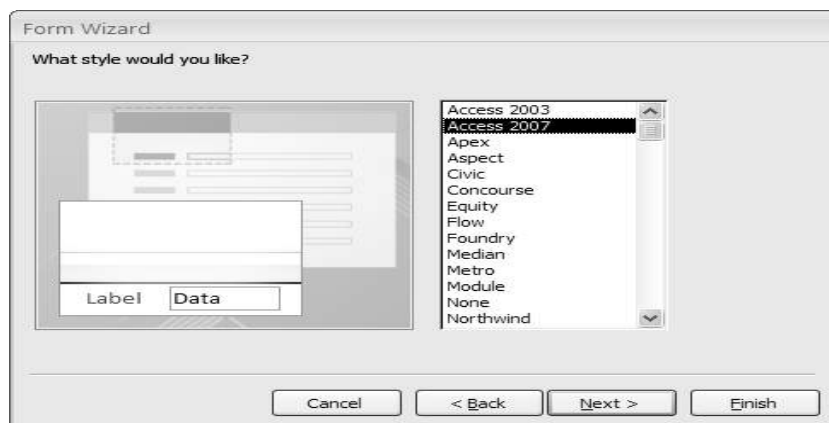 Form Wizard
What style would you like?
Access 2003
Access 2007
Apex
Aspect
Civic
Concourse
Equity
Flow
Foundry
Median
Metro
Module
None
Northwind
Label Data
Cancel < Back Next > Finish